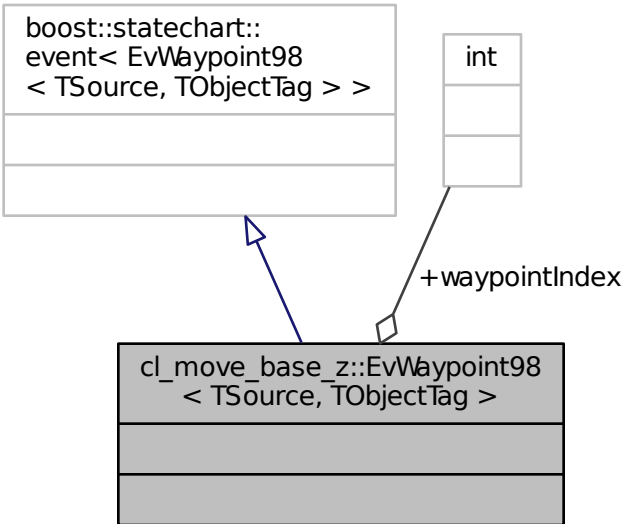 boost::statechart::
event< EvWaypoint98
< TSource, TObjectTag > >
int
+waypointIndex
cl_move_base_z::EvWaypoint98
< TSource, TObjectTag >